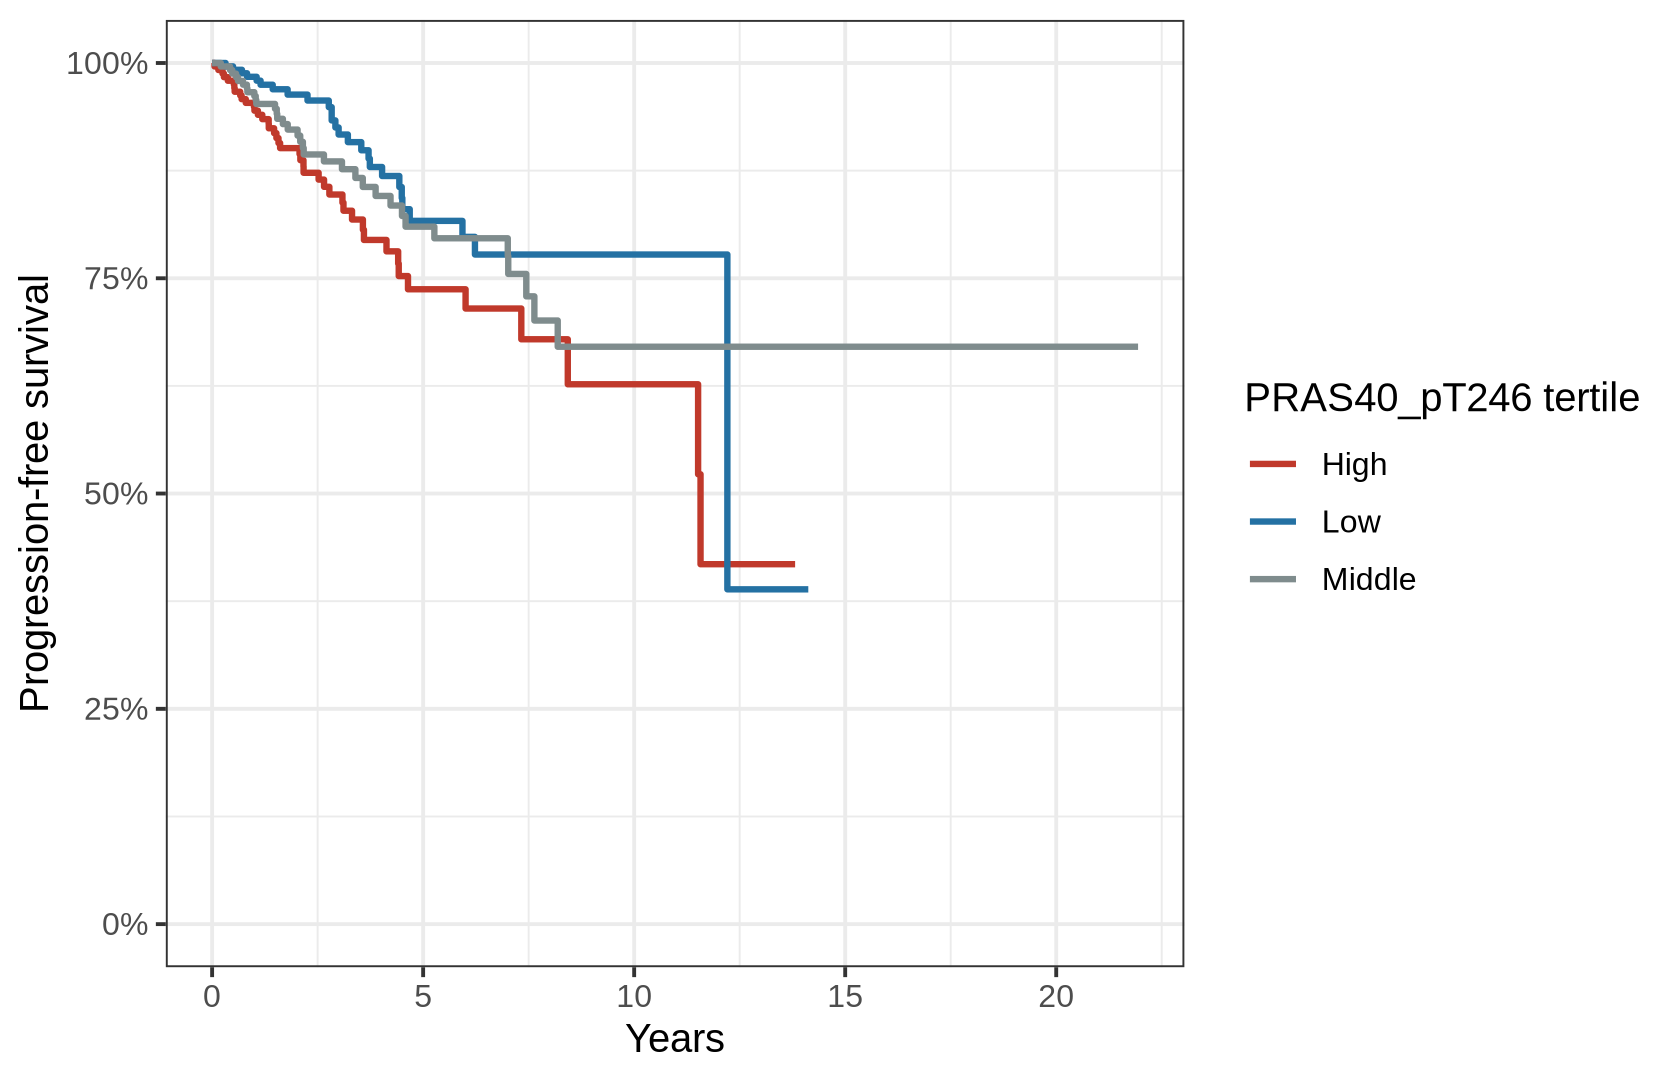 Progression-free survival
100%
75%
50%
25%
0%
0 5 10 15 20
Years
PRAS40_pT246 tertile
High
Low
Middle